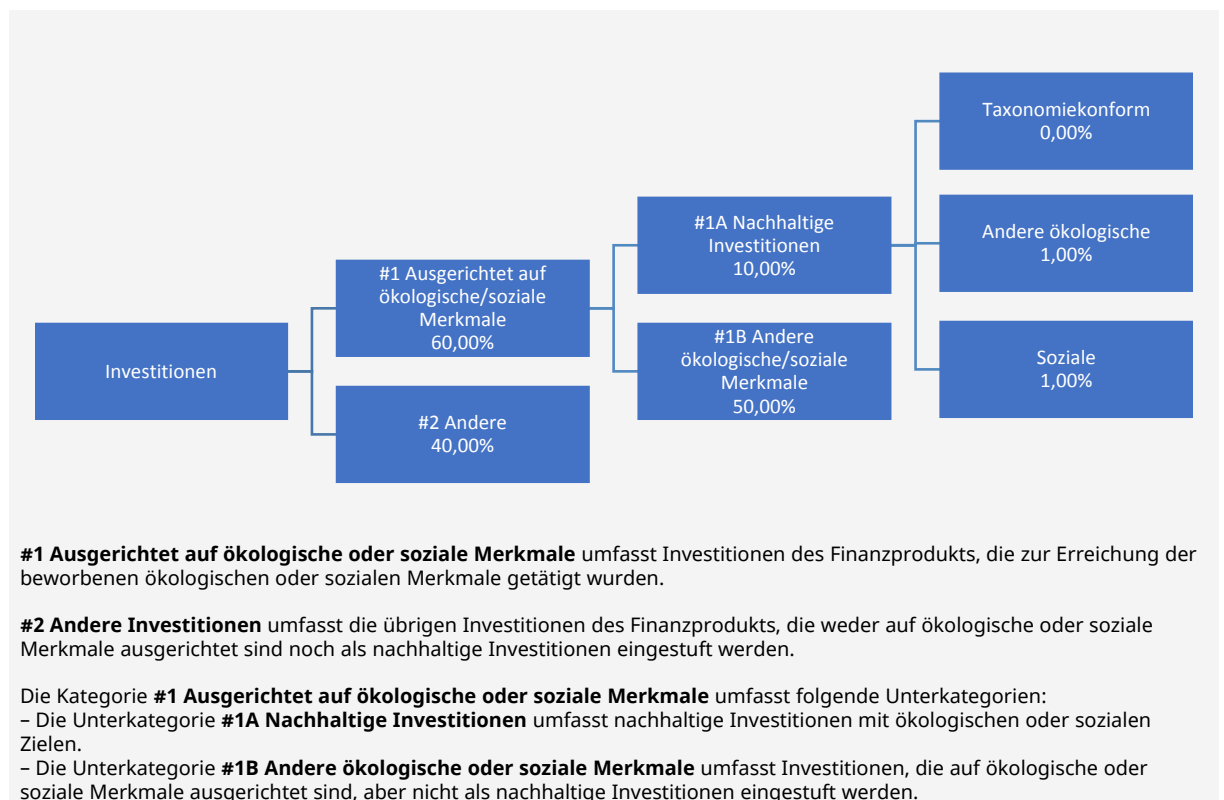 Investitionen
#1 Ausgerichtet auf
ökologische/soziale
Merkmale
60,00%
#2 Andere
40,00%
#1A Nachhaltige
Investitionen
10,00%
#1B Andere
ökologische/soziale
Merkmale
50,00%
Taxonomiekonform
0,00%
Andere ökologische
1,00%
Soziale
1,00%
#1 Ausgerichtet auf ökologische oder soziale Merkmale umfasst Investitionen des Finanzprodukts, die zur Erreichung der
beworbenen ökologischen oder sozialen Merkmale getätigt wurden.
#2 Andere Investitionen umfasst die übrigen Investitionen des Finanzprodukts, die weder auf ökologische oder soziale
Merkmale ausgerichtet sind noch als nachhaltige Investitionen eingestuft werden.
Die Kategorie #1 Ausgerichtet auf ökologische oder soziale Merkmale umfasst folgende Unterkategorien:
– Die Unterkategorie #1A Nachhaltige Investitionen umfasst nachhaltige Investitionen mit ökologischen oder sozialen
Zielen.
– Die Unterkategorie #1B Andere ökologische oder soziale Merkmale umfasst Investitionen, die auf ökologische oder
soziale Merkmale ausgerichtet sind, aber nicht als nachhaltige Investitionen eingestuft werden.